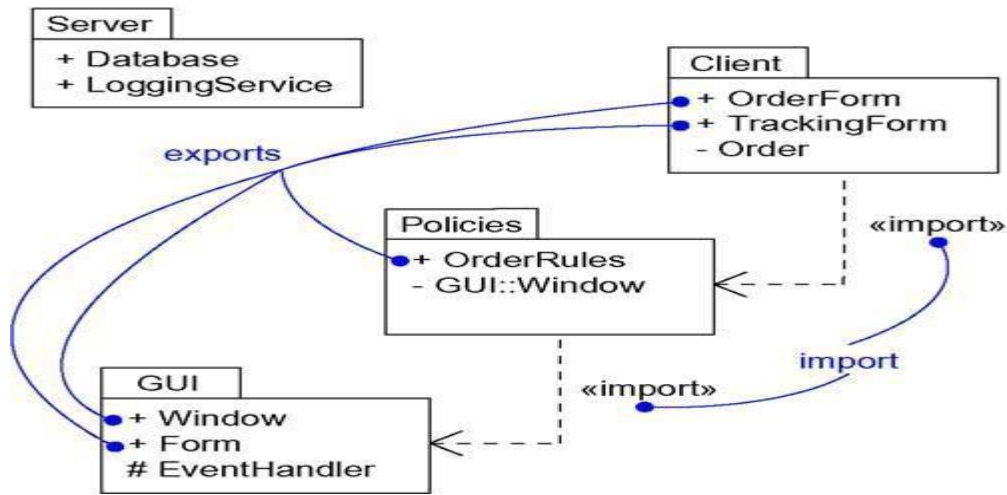 Server
+ Database
+ LoggingService
Client
+ OrderForm
+ TrackingForm
- Order
exports
Policies
+ OrderRules
- GUI::Window
«import»
import
«import»
GUI
+ Window
+ Form
# EventHandler